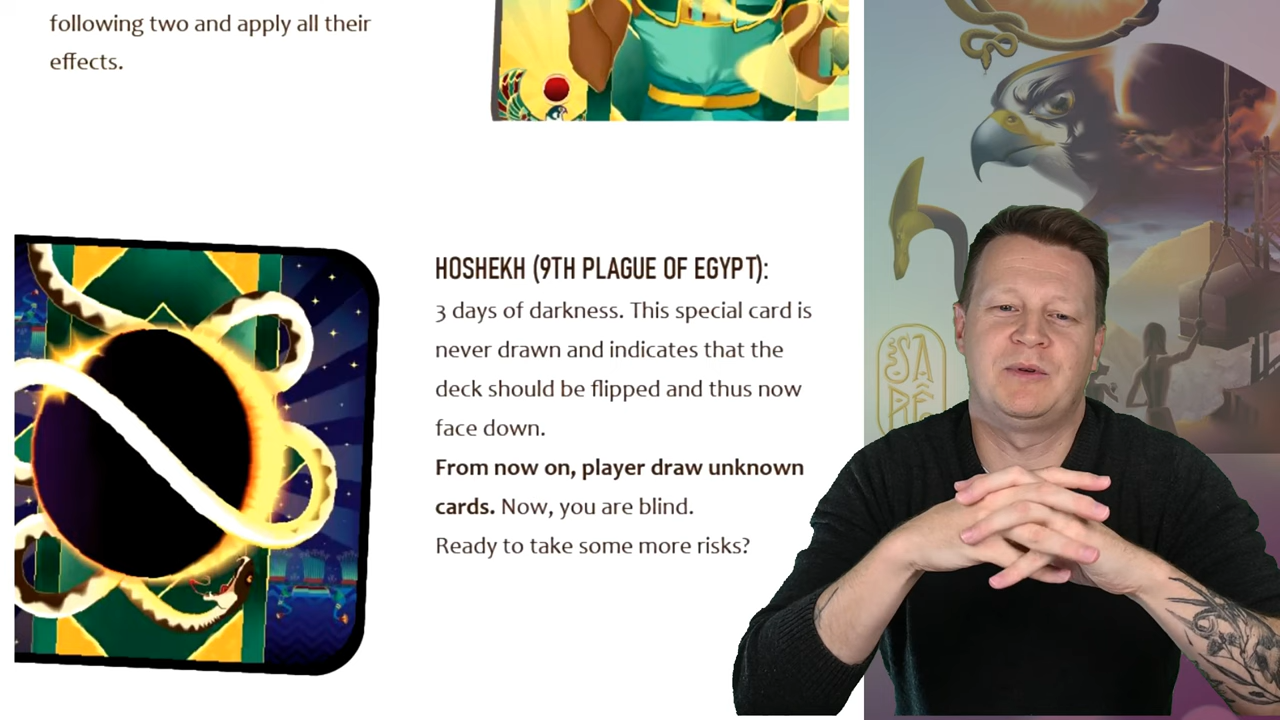 following two and apply all their
effects.
HOSHEKH (9TH PLAGUE OF EGYPT):
3 days of darkness. This special card is
never drawn and indicates that the
deck should be flipped and thus now
face down.
From now on, player draw unknown
cards. Now, you are blind.
Ready to take some more risks?